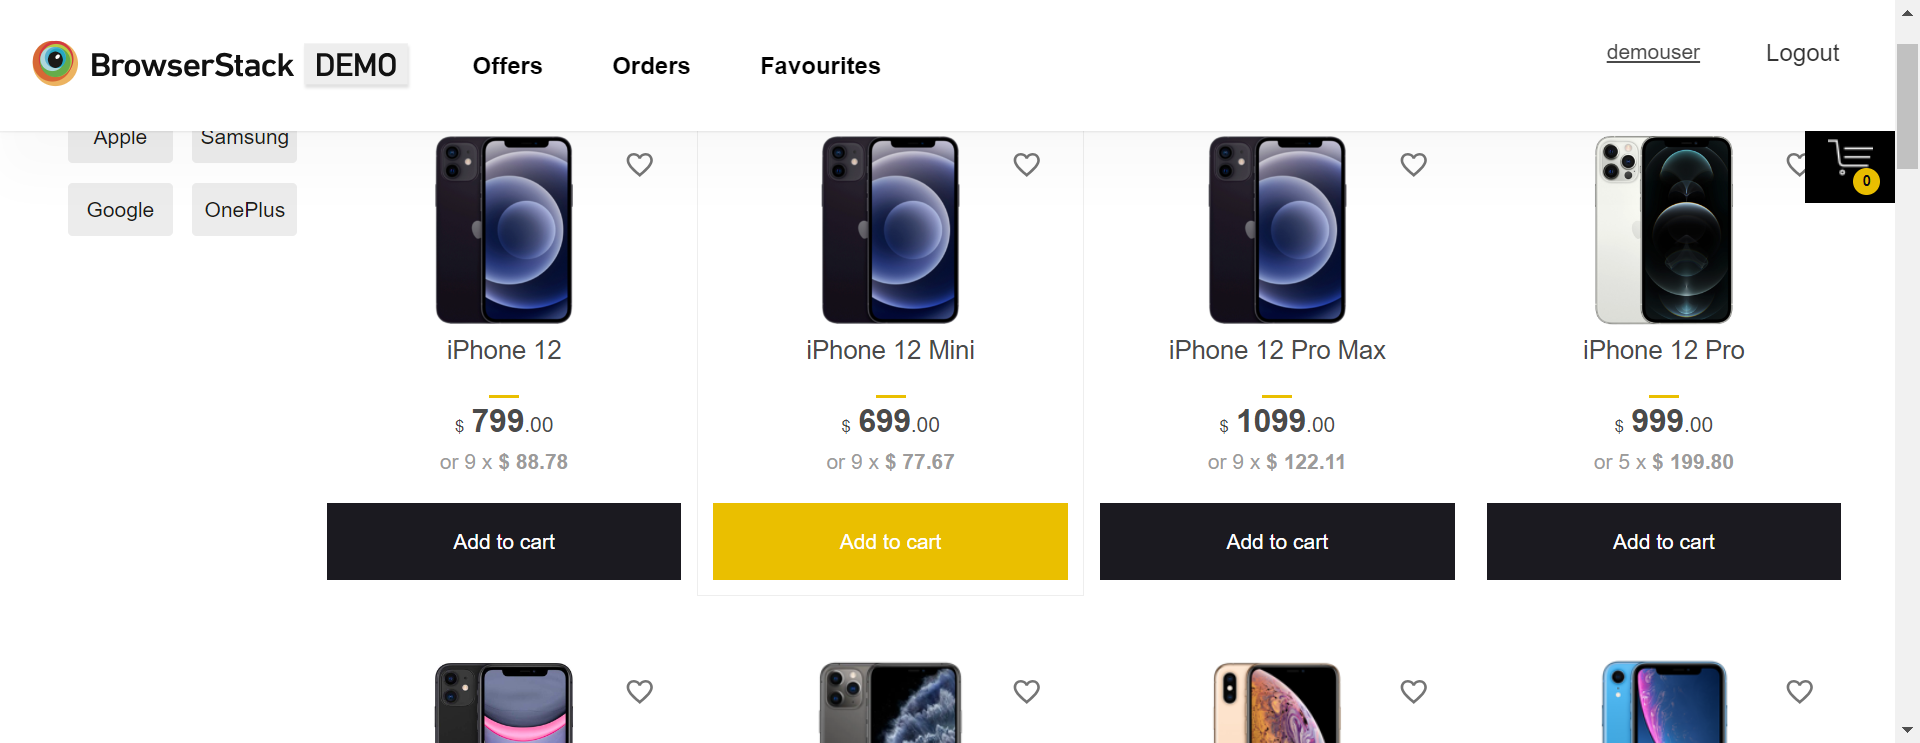 BrowserStack DEMO Offers Orders Favourites demouser Logout
Apple Samsung
0
Google OnePlus
iPhone 12 iPhone 12 Mini iPhone 12 Pro Max iPhone 12 Pro
$ 799.00 $ 699.00 $ 1099.00 $ 999.00
or 9 x $ 88.78 or 9 x $ 77.67 or 9 x $ 122.11 or 5 x $ 199.80
Add to cart Add to cart Add to cart Add to cart